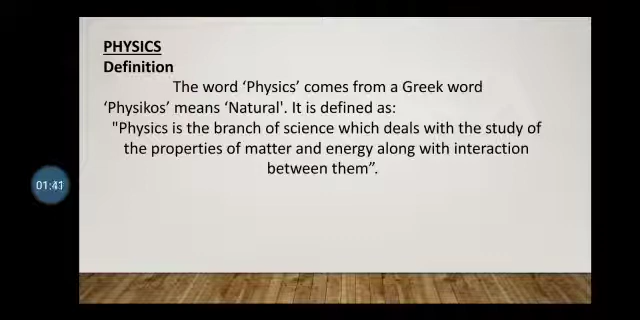 PHYSICS
Definition
The word ‘Physics’ comes from a Greek word
‘Physikos’ means ‘Natural'. It is defined as:
"Physics is the branch of science which deals with the study of
the properties of matter and energy along with interaction
between them”.
01:41